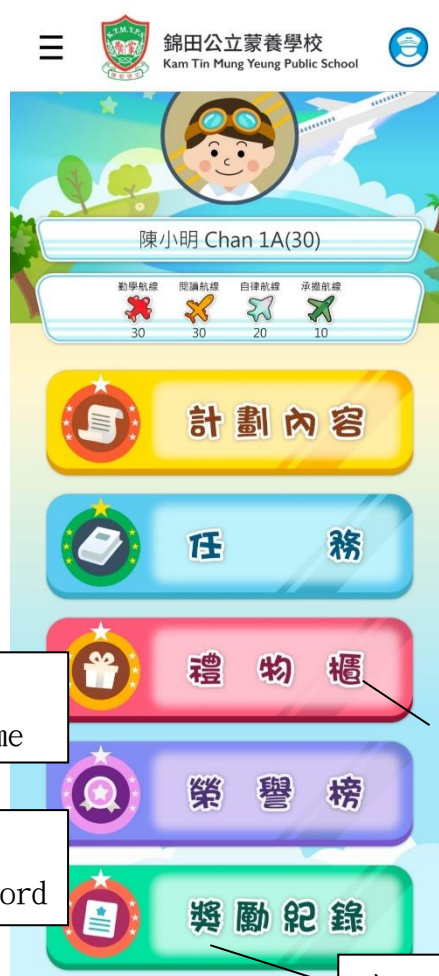 錦田公立蒙養學校
Kam Tin Mung Yeung Public School
陳小明 Chan 1A(30)
勤學航線 閱讀航線 自律航線 承擔航線
30 30 20 10
計劃內容
任務
禮物櫃
me
榮譽榜
ord
獎勵紀錄